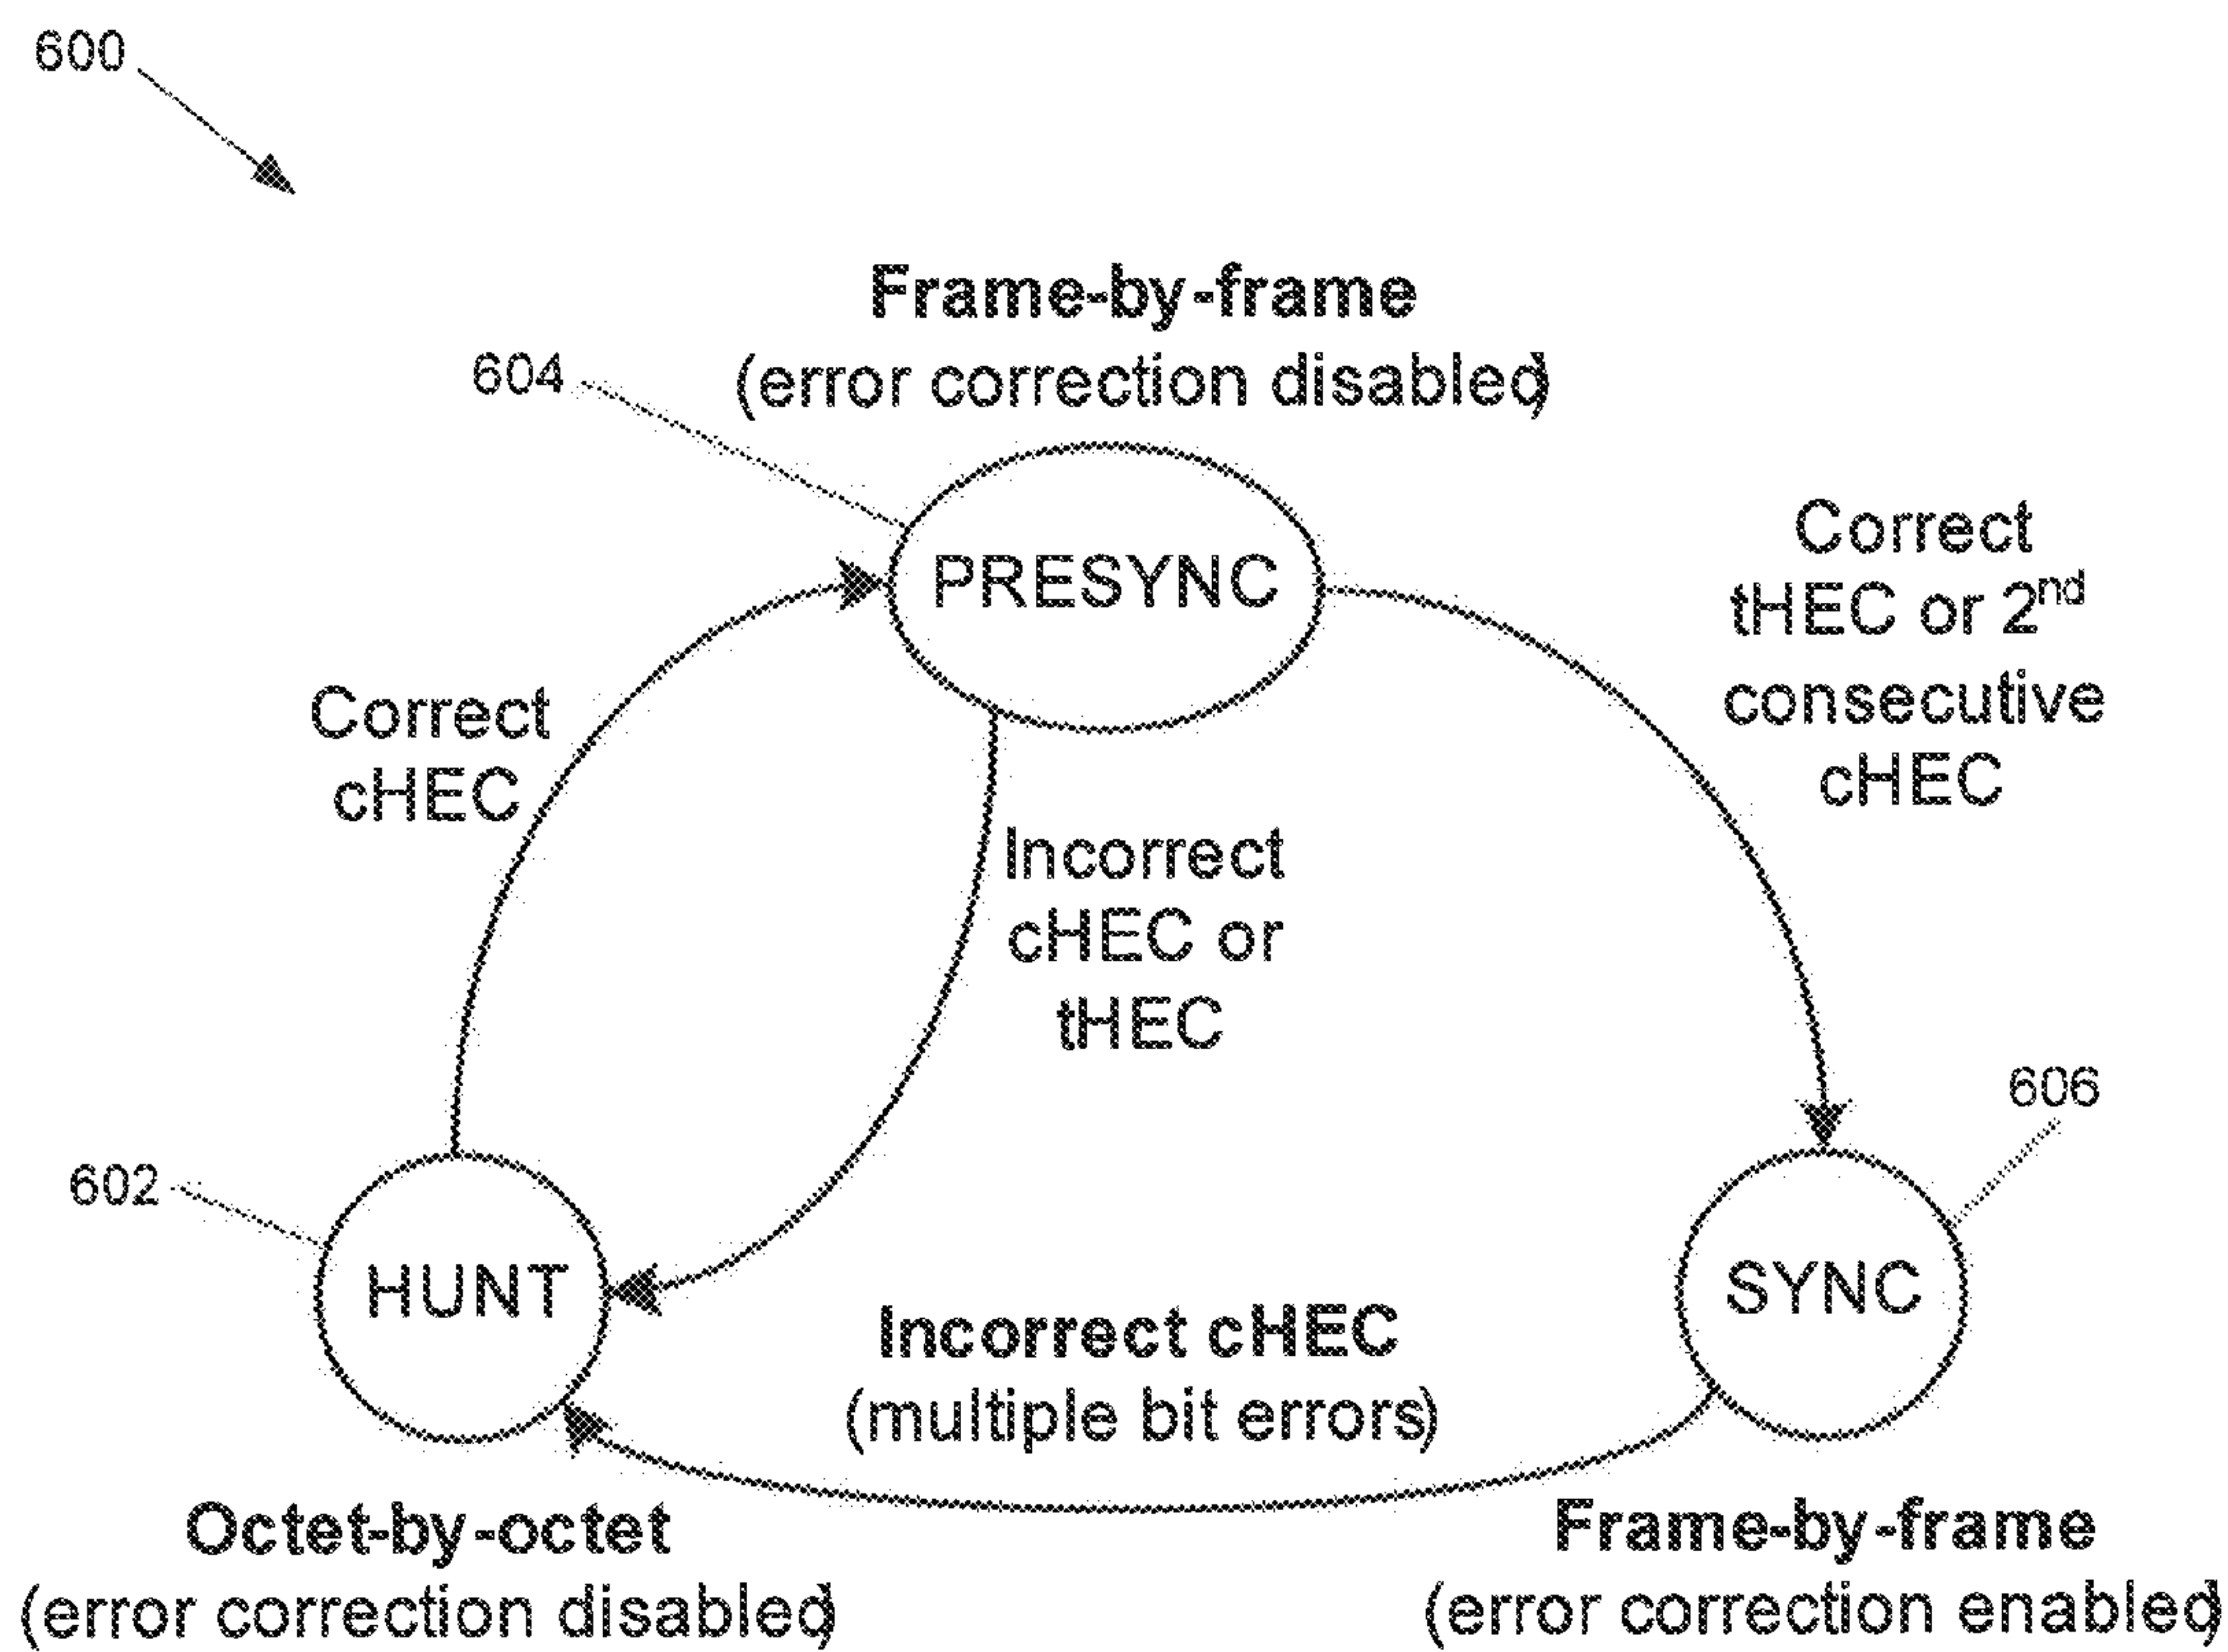 600
Frame-by-frame
604
(error correction disabled)
PRESYNC
Correct
tHEC or 2nd
consecutive
cHEC
Correct
cHEC
Incorrect
cHEC or
tHEC
606
602
HUNT
SYNC
Incorrect cHEC
(multiple bit errors)
Octet-by-octet
(error correction disabled)
Frame-by-frame
(error correction enabled)